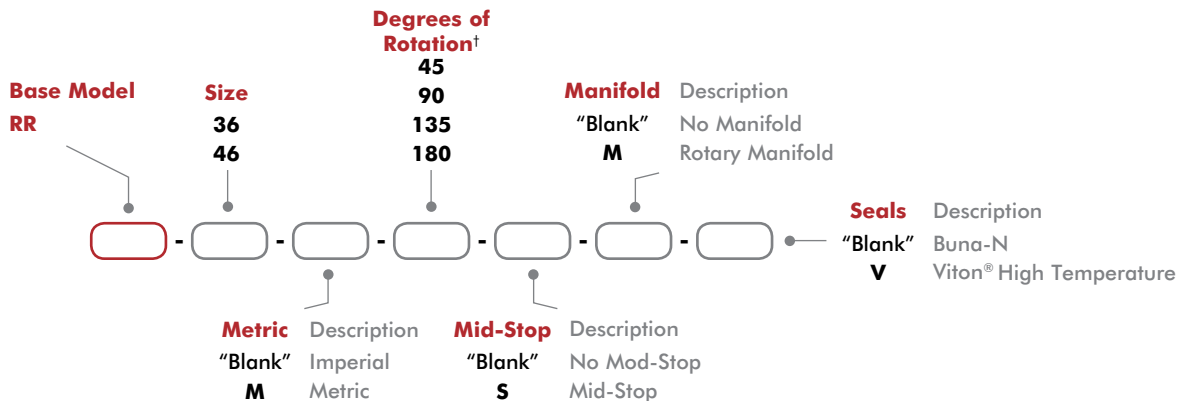 Degrees of
Rotation†
45
90
135
180
Base Model
RR
Size
36
46
Manifold Description
"Blank" No Manifold
M Rotary Manifold
- - - - - -
Seals Description
"Blank" Buna-N
V Viton® High Temperature
Metric Description
"Blank" Imperial
M Metric
Mid-Stop Description
"Blank" No Mod-Stop
S Mid-Stop